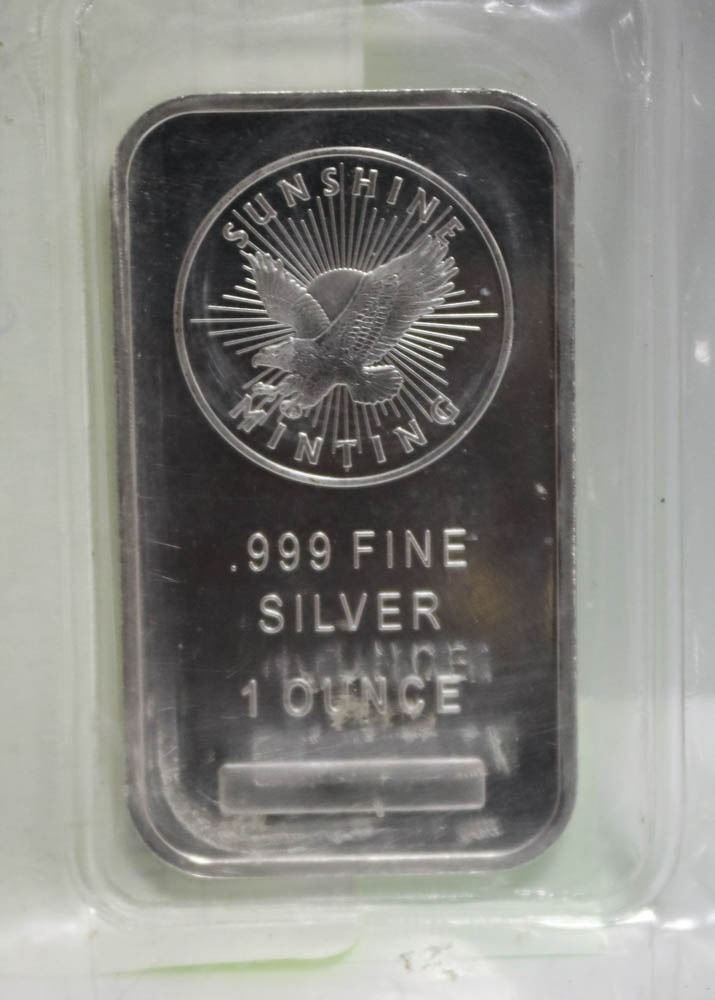 SUNSHINE
MINTING
.999 FINE
SILVER
1 OUNCE